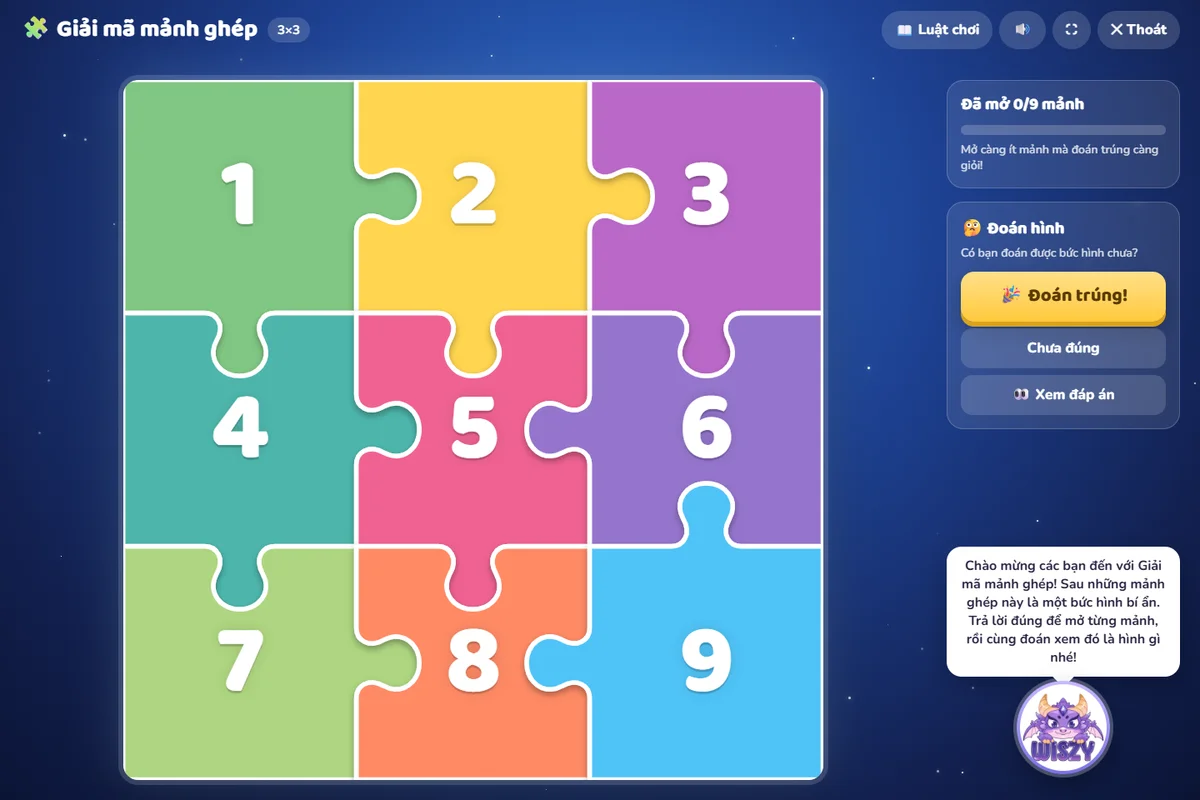 Giải mã mảnh ghép 3×3
Luật chơi
Thoát
1
2
3
4
5
6
7
8
9
Đã mở 0/9 mảnh
Mở càng ít mảnh mà đoán trúng càng
giỏi!
Đoán hình
Có bạn đoán được bức hình chưa?
Đoán trúng!
Chưa đúng
Xem đáp án
Chào mừng các bạn đến với Giải
mã mảnh ghép! Sau những mảnh
ghép này là một bức hình bí ẩn.
Trả lời đúng để mở từng mảnh,
rồi cùng đoán xem đó là hình gì
nhé!
WISZY